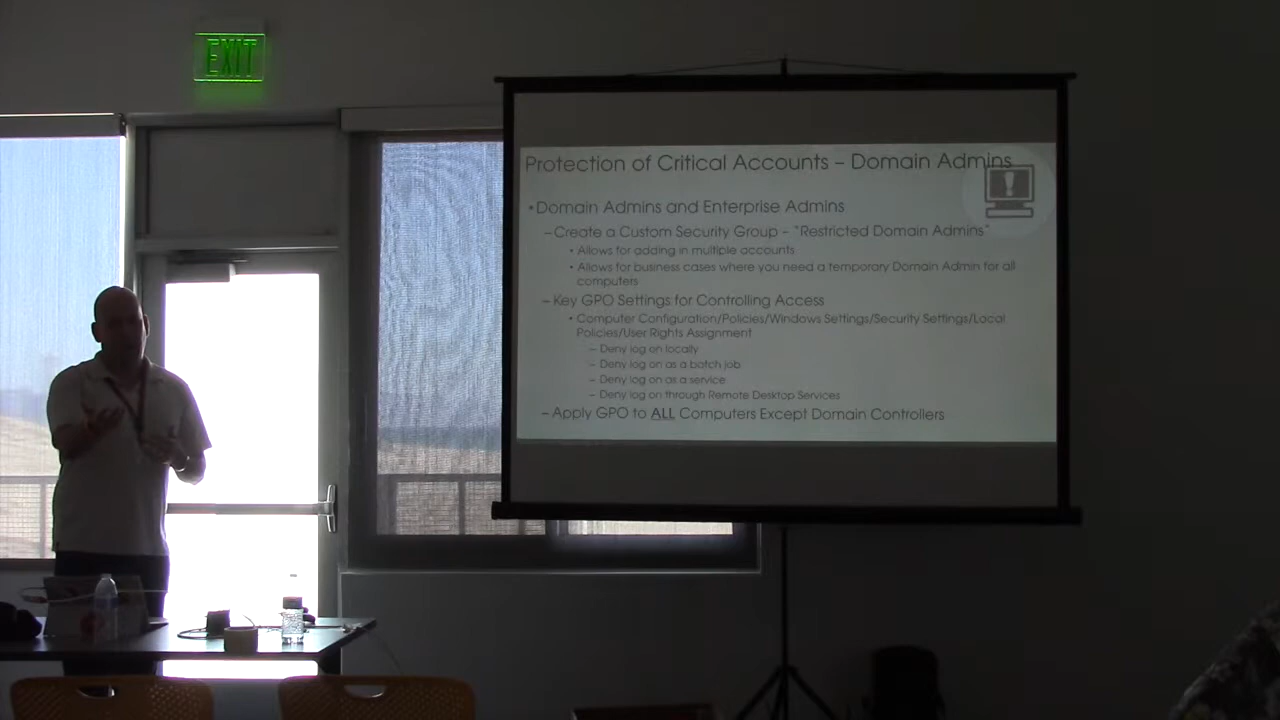 EXIT
Protection of Critical Accounts – Domain Admins
• Domain Admins and Enterprise Admins
– Create a Custom Security Group – "Restricted Domain Admins"
• Allows for adding in multiple accounts
• Allows for business cases where you need a temporary Domain Admin for all
computers
– Key GPO Settings for Controlling Access
• Computer Configuration/Policies/Windows Settings/Security Settings/Local
Policies/User Rights Assignment
– Deny log on locally
– Deny log on as a batch job
– Deny log on as a service
– Deny log on through Remote Desktop Services
– Apply GPO to ALL Computers Except Domain Controllers